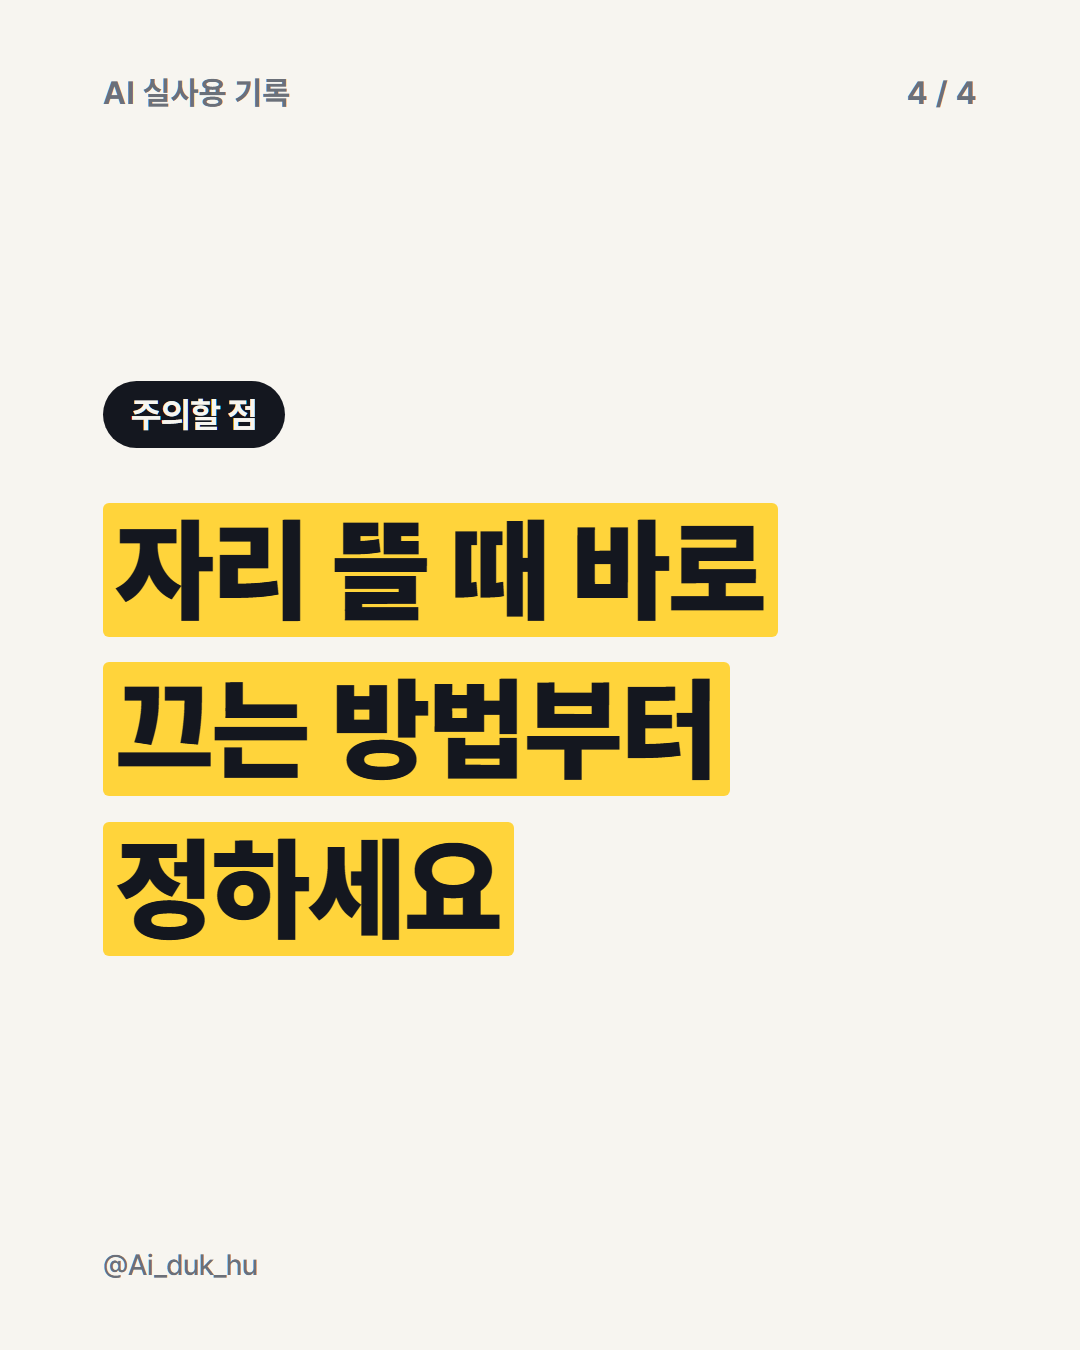 AI 실사용 기록
4 / 4
주의할 점
자리 뜰 때 바로
끄는 방법부터
정하세요
@Ai_duk_hu